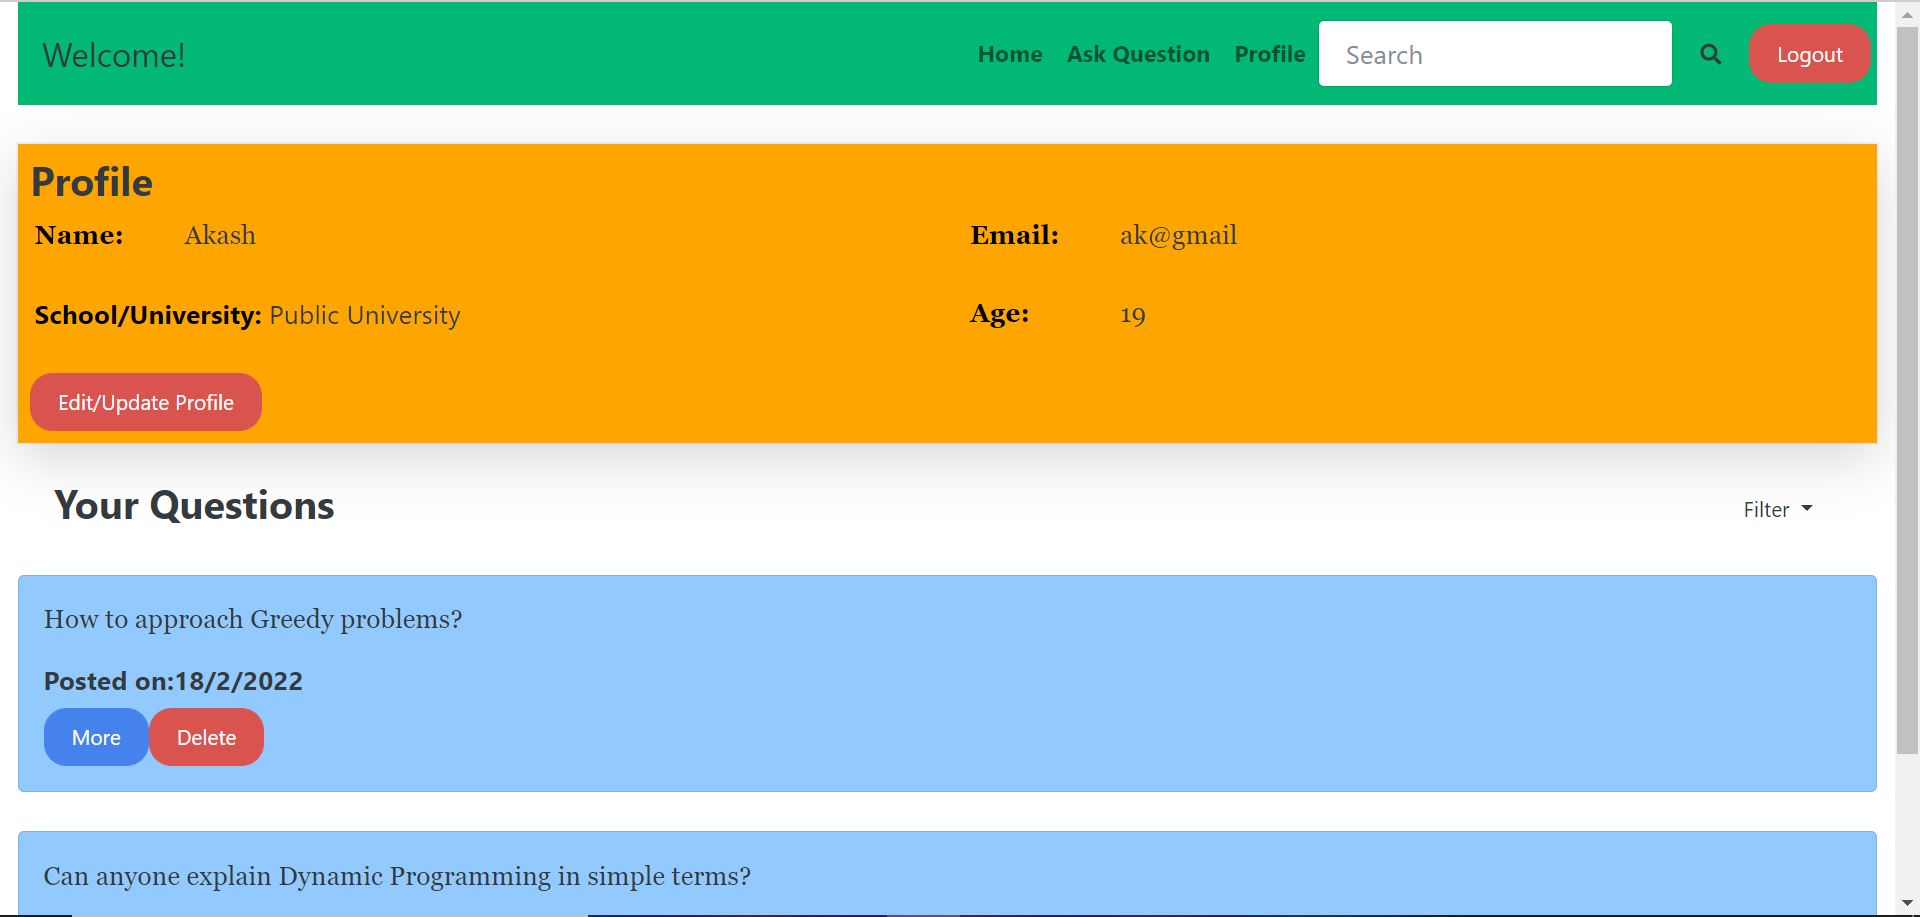 Welcome! Home Ask Question Profile Search Logout
Profile
Name: Akash Email: ak@gmail
School/University: Public University Age: 19
Edit/Update Profile
Your Questions Filter
How to approach Greedy problems?
Posted on:18/2/2022
More Delete
Can anyone explain Dynamic Programming in simple terms?